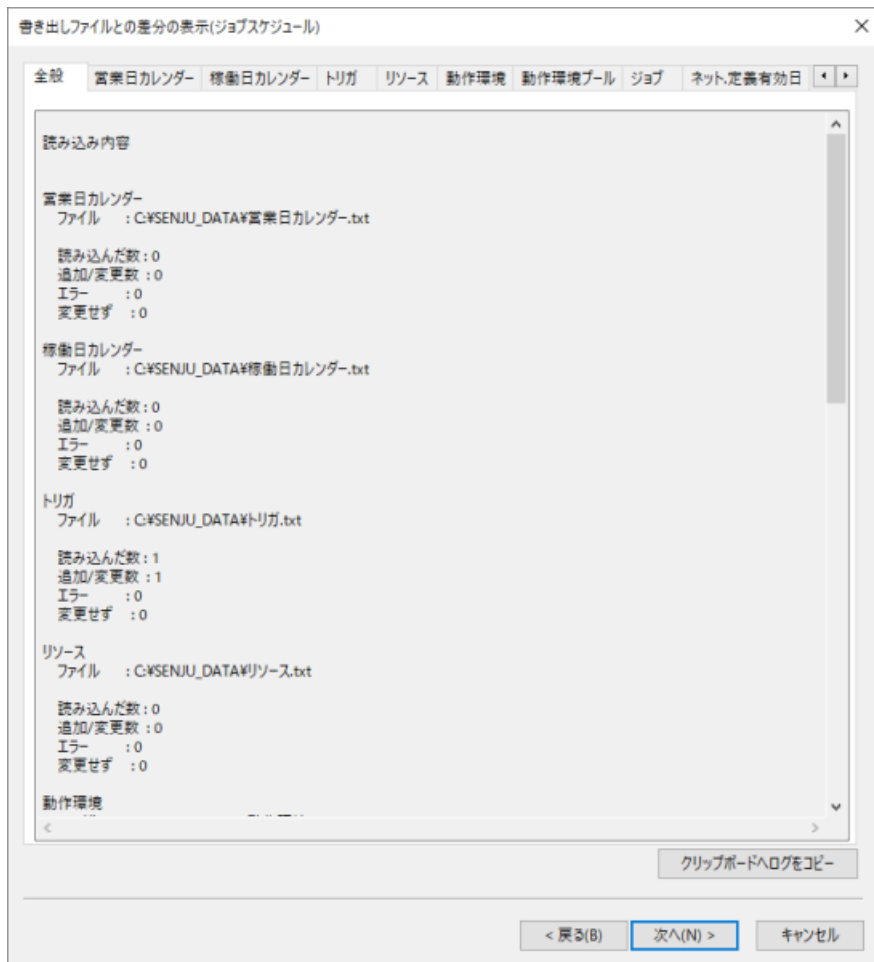 書き出しファイルとの差分の表示(ジョブスケジュール)
全般 営業日カレンダー 稼働日カレンダー トリガ リソース 動作環境 動作環境プール ジョブ ネット.定義有効日
読み込み内容
営業日カレンダー
ファイル : C:¥SENJU_DATA¥営業日カレンダー.txt
読み込んだ数 : 0
追加/変更数 : 0
エラー : 0
変更せず : 0
稼働日カレンダー
ファイル : C:¥SENJU_DATA¥稼働日カレンダー.txt
読み込んだ数 : 0
追加/変更数 : 0
エラー : 0
変更せず : 0
トリガ
ファイル : C:¥SENJU_DATA¥トリガ.txt
読み込んだ数 : 1
追加/変更数 : 1
エラー : 0
変更せず : 0
リソース
ファイル : C:¥SENJU_DATA¥リソース.txt
読み込んだ数 : 0
追加/変更数 : 0
エラー : 0
変更せず : 0
動作環境
クリップボードへログをコピー
< 戻る(B) 次へ(N) > キャンセル